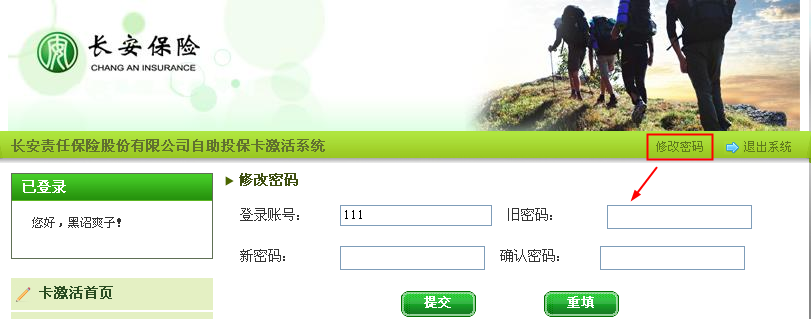 长安保险
CHANG AN INSURANCE
长安责任保险股份有限公司自助投保卡激活系统
修改密码
退出系统
已登录
您好，黑诏爽子！
修改密码
登录账号：
111
旧密码：
新密码：
确认密码：
提交
重填
卡激活首页